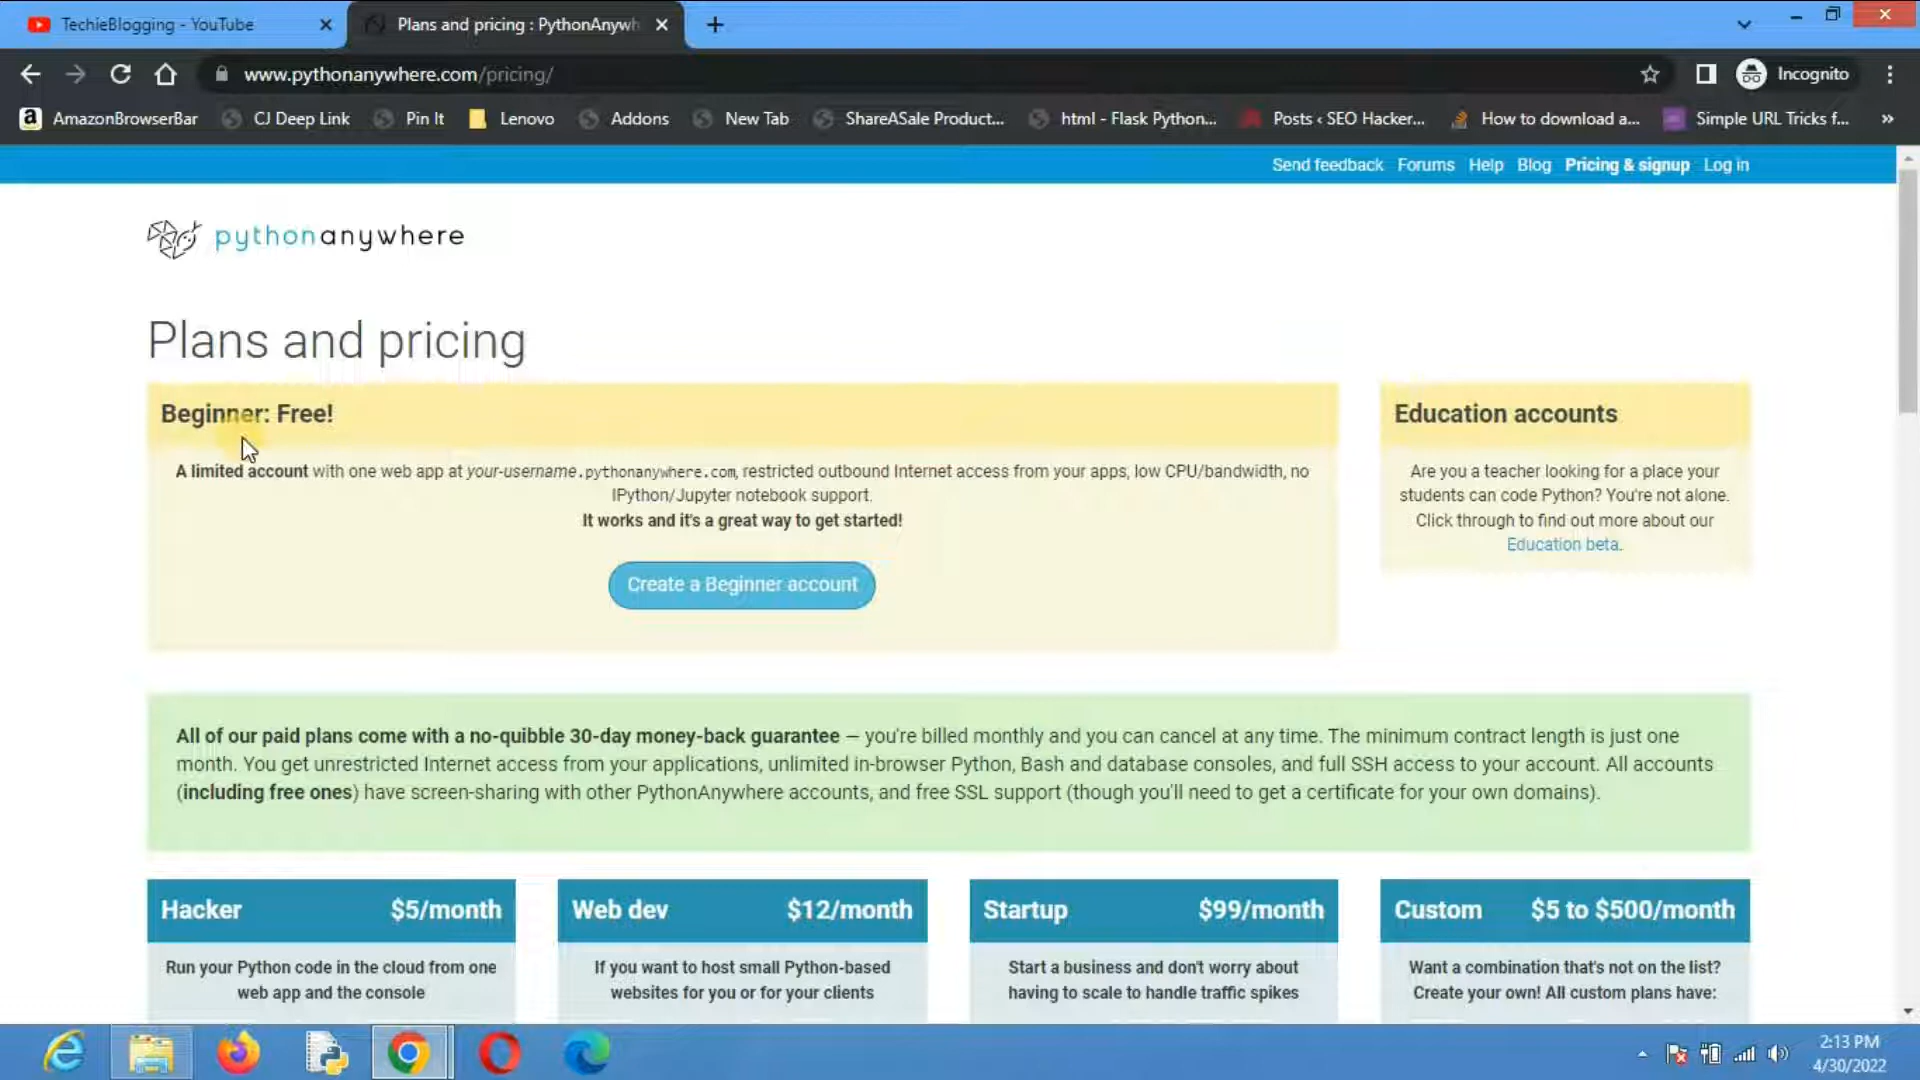 TechieBlogging - YouTube
Plans and pricing : PythonAnywh
www.pythonanywhere.com/pricing/
Incognito
AmazonBrowserBar
CJ Deep Link
Pin It
Lenovo
Addons
New Tab
ShareASale Product...
html - Flask Python...
Posts ‹ SEO Hacker...
How to download a...
Simple URL Tricks f...
»
Send feedback Forums Help Blog Pricing & signup Log in
pythonanywhere
Plans and pricing
Beginner: Free!
A limited account with one web app at your-username.pythonanywhere.com, restricted outbound Internet access from your apps, low CPU/bandwidth, no
IPython/Jupyter notebook support.
It works and it's a great way to get started!
Create a Beginner account
Education accounts
Are you a teacher looking for a place your
students can code Python? You're not alone.
Click through to find out more about our
Education beta.
All of our paid plans come with a no-quibble 30-day money-back guarantee — you're billed monthly and you can cancel at any time. The minimum contract length is just one
month. You get unrestricted Internet access from your applications, unlimited in-browser Python, Bash and database consoles, and full SSH access to your account. All accounts
(including free ones) have screen-sharing with other PythonAnywhere accounts, and free SSL support (though you'll need to get a certificate for your own domains).
Hacker $5/month
Run your Python code in the cloud from one
web app and the console
Web dev $12/month
If you want to host small Python-based
websites for you or for your clients
Startup $99/month
Start a business and don't worry about
having to scale to handle traffic spikes
Custom $5 to $500/month
Want a combination that's not on the list?
Create your own! All custom plans have:
2:13 PM
4/30/2022